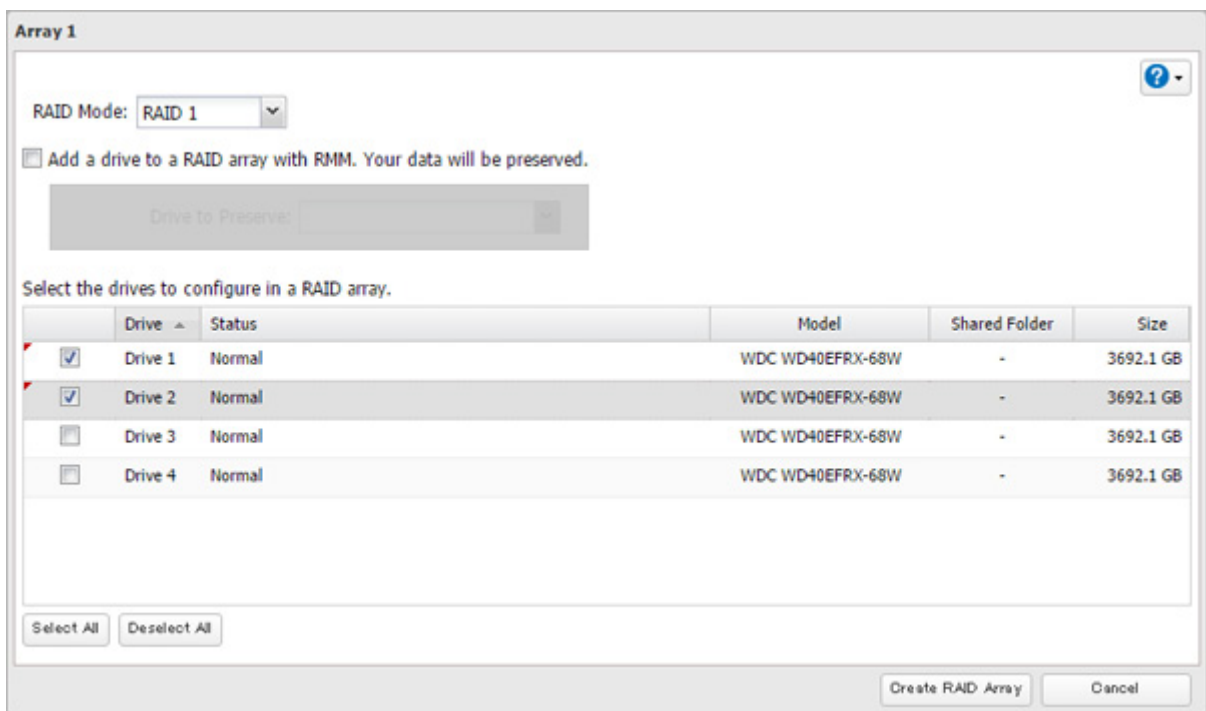 Array 1
?
RAID Mode: RAID 1
Add a drive to a RAID array with RMM. Your data will be preserved.
Drive to Preserve:
Select the drives to configure in a RAID array.
Drive Status Model Shared Folder Size
Drive 1 Normal WDC WD40EFRX-68W - 3692.1 GB
Drive 2 Normal WDC WD40EFRX-68W - 3692.1 GB
Drive 3 Normal WDC WD40EFRX-68W - 3692.1 GB
Drive 4 Normal WDC WD40EFRX-68W - 3692.1 GB
Select All Deselect All
Create RAID Array Cancel